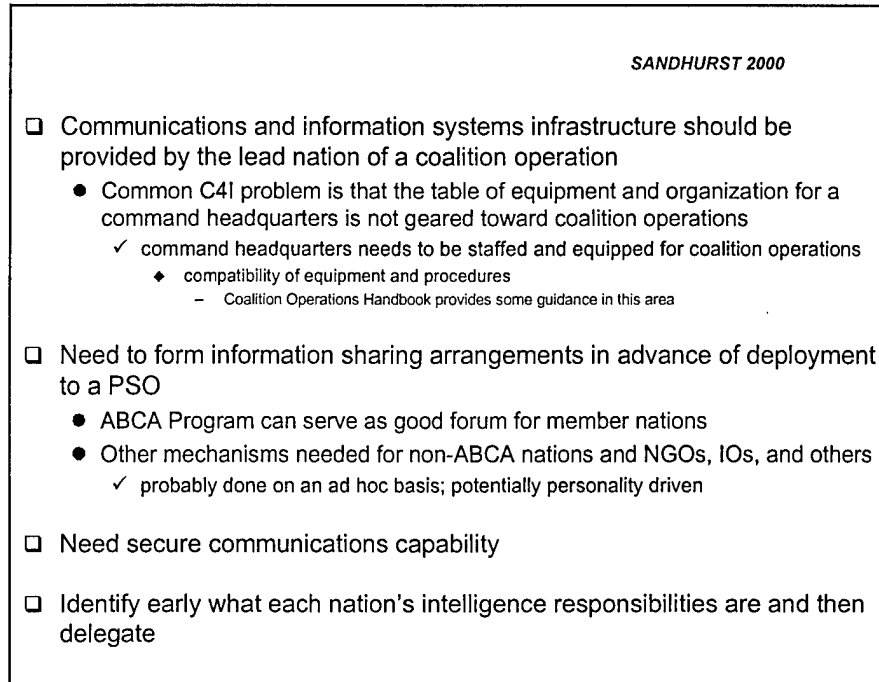 SANDHURST 2000
❑ Communications and information systems infrastructure should be
provided by the lead nation of a coalition operation
● Common C4I problem is that the table of equipment and organization for a
command headquarters is not geared toward coalition operations
✓ command headquarters needs to be staffed and equipped for coalition operations
◆ compatibility of equipment and procedures
– Coalition Operations Handbook provides some guidance in this area
❑ Need to form information sharing arrangements in advance of deployment
to a PSO
● ABCA Program can serve as good forum for member nations
● Other mechanisms needed for non-ABCA nations and NGOs, IOs, and others
✓ probably done on an ad hoc basis; potentially personality driven
❑ Need secure communications capability
❑ Identify early what each nation's intelligence responsibilities are and then
delegate